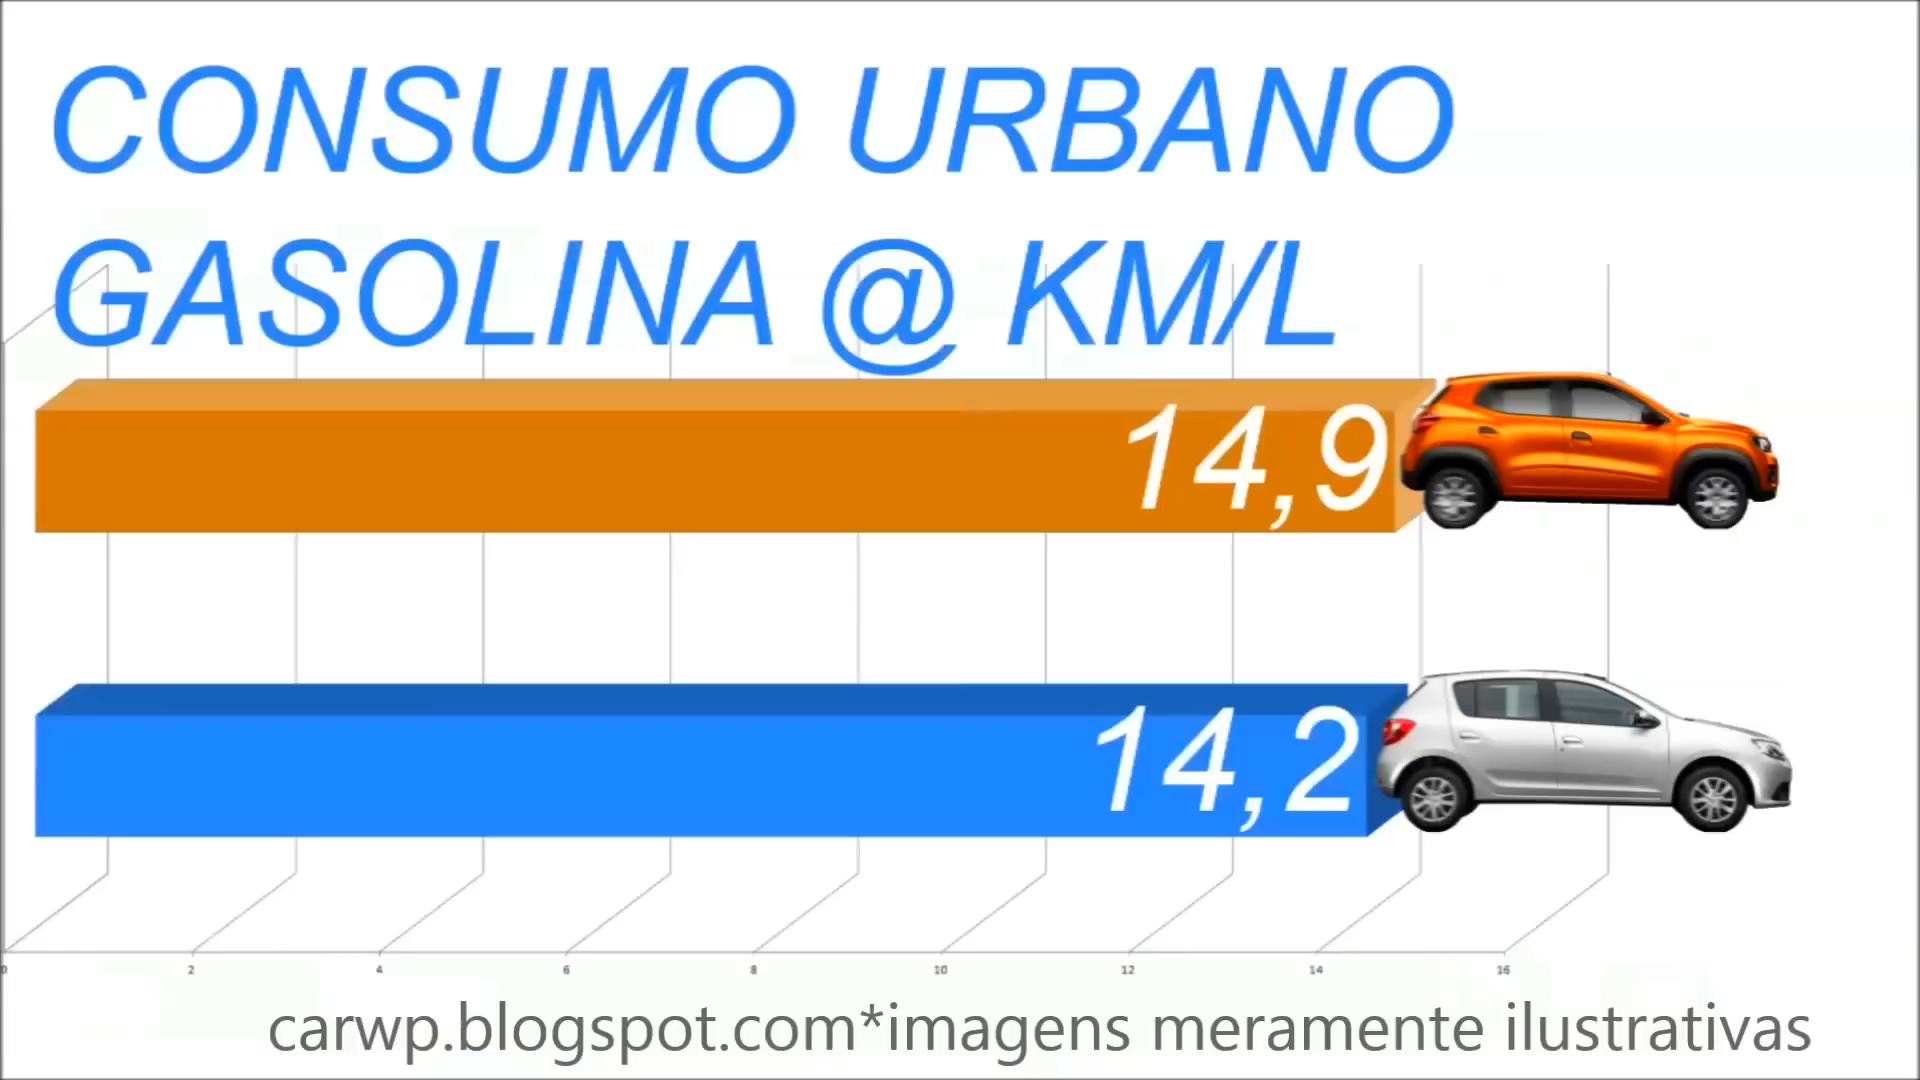 CONSUMO URBANO
GASOLINA @ KM/L
14,9
14,2
0 2 4 6 8 10 12 14 16
carwp.blogspot.com*imagens meramente ilustrativas